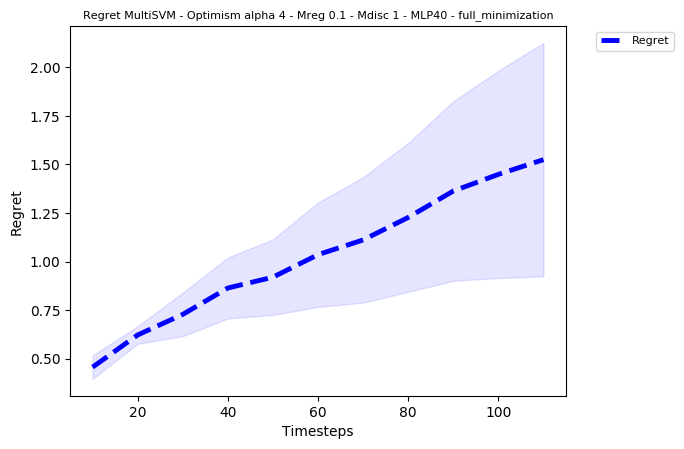 Regret MultiSVM - Optimism alpha 4 - Mreg 0.1 - Mdisc 1 - MLP40 - full_minimization
Regret
2.00
1.75
1.50
1.25
1.00
0.75
0.50
Regret
20 40 60 80 100
Timesteps